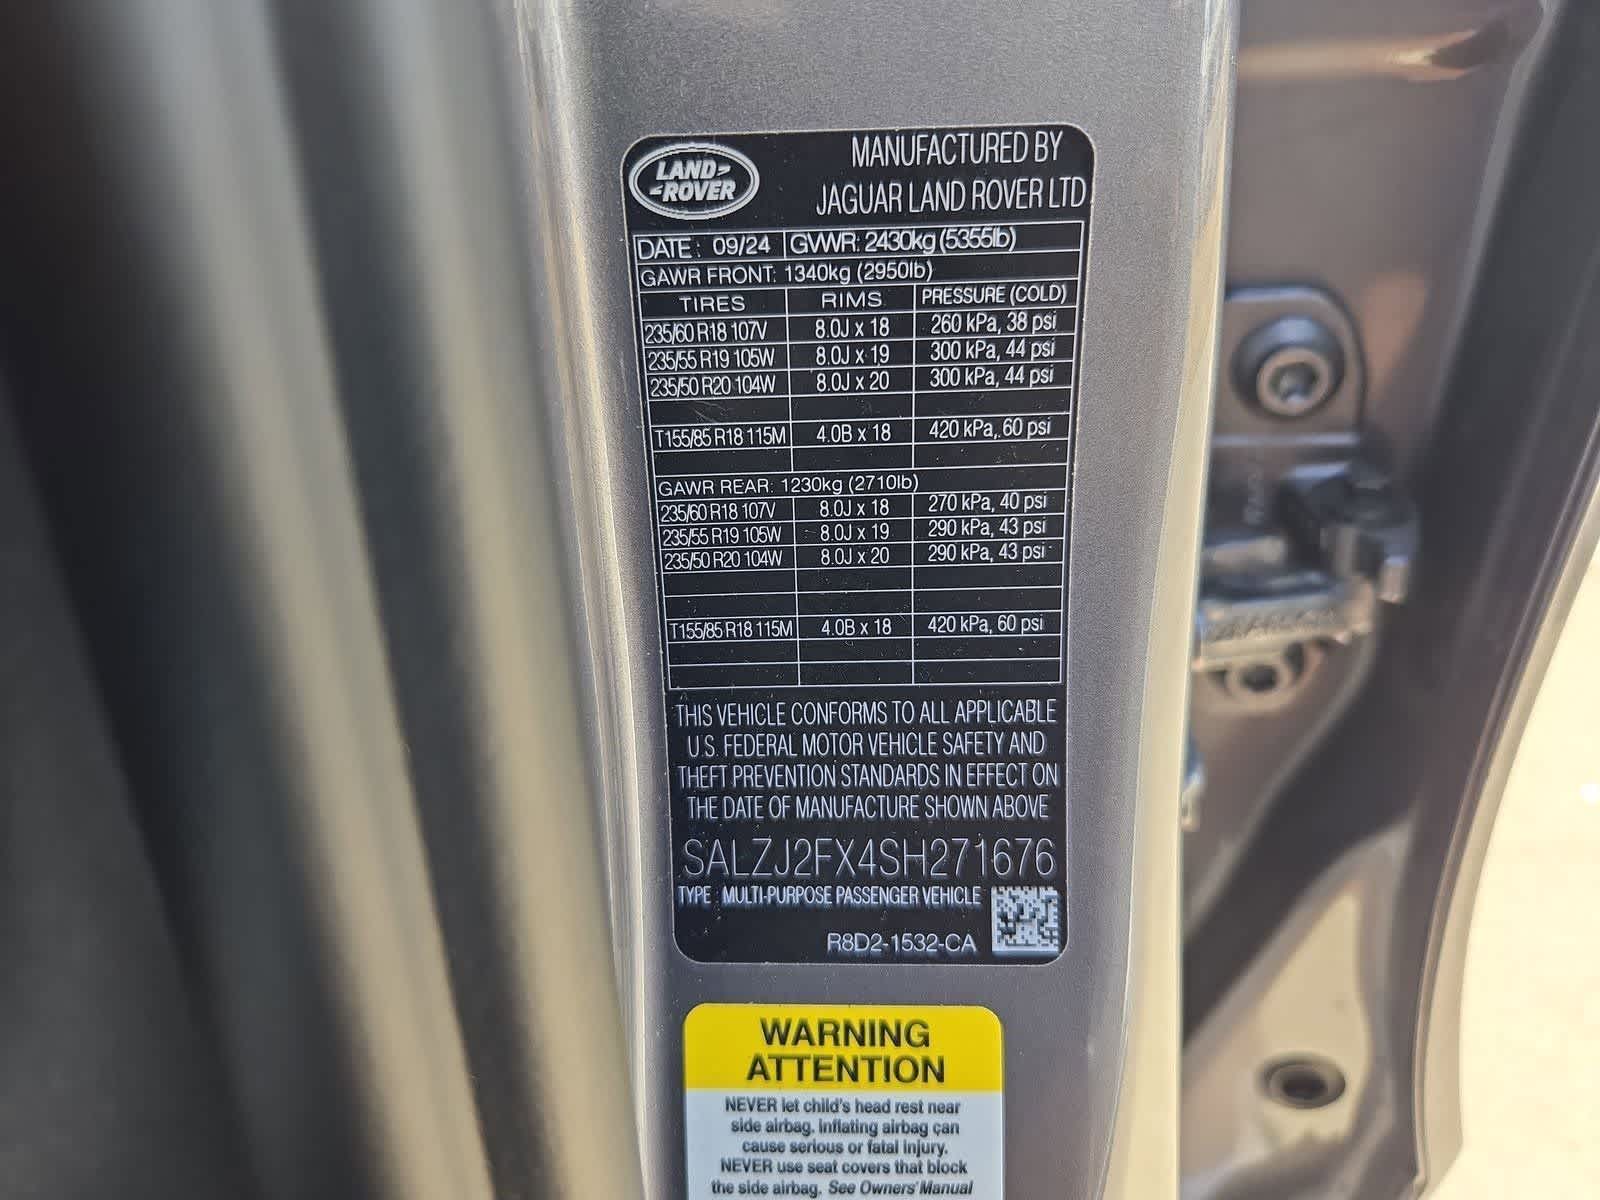 LAND ROVER
MANUFACTURED BY
JAGUAR LAND ROVER LTD
DATE: 09/24 GVWR: 2430kg (5355lb)
GAWR FRONT: 1340kg (2950lb)
TIRES RIMS PRESSURE (COLD)
235/60 R18 107V 8.0J x 18 260 kPa, 38 psi
235/55 R19 105W 8.0J x 19 300 kPa, 44 psi
235/50 R20 104W 8.0J x 20 300 kPa, 44 psi
T155/85 R18 115M 4.0B x 18 420 kPa, 60 psi
GAWR REAR: 1230kg (2710lb)
235/60 R18 107V 8.0J x 18 270 kPa, 40 psi
235/55 R19 105W 8.0J x 19 290 kPa, 43 psi
235/50 R20 104W 8.0J x 20 290 kPa, 43 psi
T155/85 R18 115M 4.0B x 18 420 kPa, 60 psi
THIS VEHICLE CONFORMS TO ALL APPLICABLE
U.S. FEDERAL MOTOR VEHICLE SAFETY AND
THEFT PREVENTION STANDARDS IN EFFECT ON
THE DATE OF MANUFACTURE SHOWN ABOVE
SALZJ2FX4SH271676
TYPE : MULTI-PURPOSE PASSENGER VEHICLE
R8D2-1532-CA
WARNING
ATTENTION
NEVER let child's head rest near
side airbag. Inflating airbag can
cause serious or fatal injury.
NEVER use seat covers that block
the side airbag. See Owners' Manual